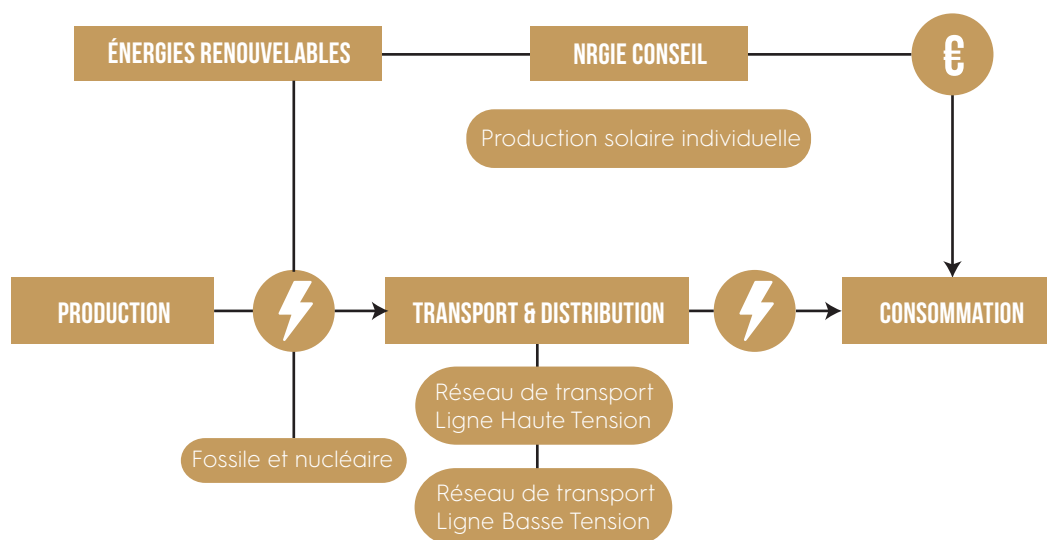 ÉNERGIES RENOUVELABLES
NRGIE CONSEIL
€
Production solaire individuelle
PRODUCTION
TRANSPORT & DISTRIBUTION
CONSOMMATION
Réseau de transport
Ligne Haute Tension
Fossile et nucléaire
Réseau de transport
Ligne Basse Tension